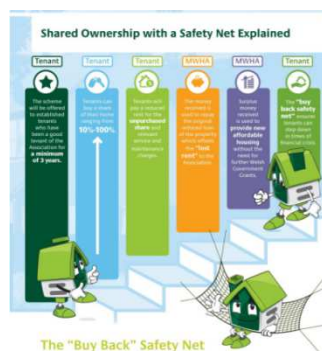 Shared Ownership with a Safety Net Explained
Tenant
Tenant
Tenant
MWHA
MWHA
Tenant
The scheme
will be offered
to established
tenants
who have
been a good
tenant of the
Association for
a minimum
of 3 years.
Tenants can
buy a share
of their home
ranging from
10%-100%
Tenants will
pay a reduced
rent for the
unpurchased
share and
relevant
service and
maintenance
charges.
The money
received is
used to repay
the original
loan
of the property
which offsets
the "lost
rent" to the
Association.
Surplus
money
received
is used to
provide new
affordable
housing
without the
need for
further Welsh
Government
Grants.
The "buy
back safety
net" ensures
tenants can
step down
in times of
financial crisis.
The "Buy Back" Safety Net